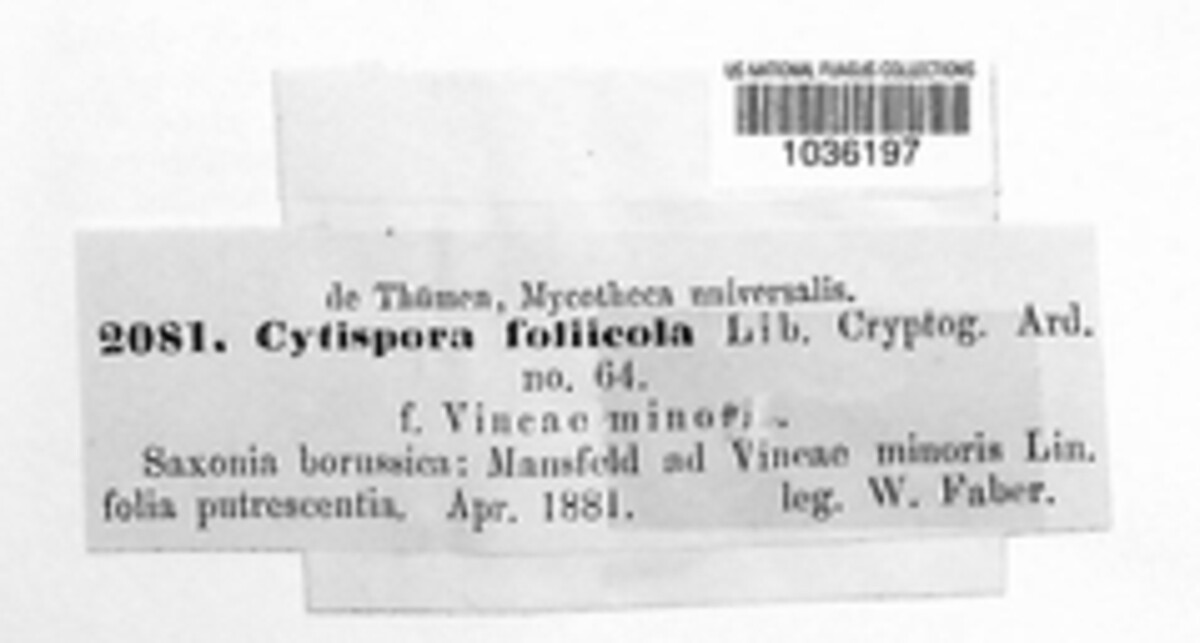 US NATIONAL FUNGUS COLLECTIONS
1036197
de Thümen, Mycotheca universalis.
2081. Cytispora foliicola Lib. Cryptog. Ard.
no. 64.
f. Vincae minoris.
Saxonia borussica: Mansfeld ad Vincae minoris Lin.
folia putrescentia. Apr. 1881. leg. W. Faber.